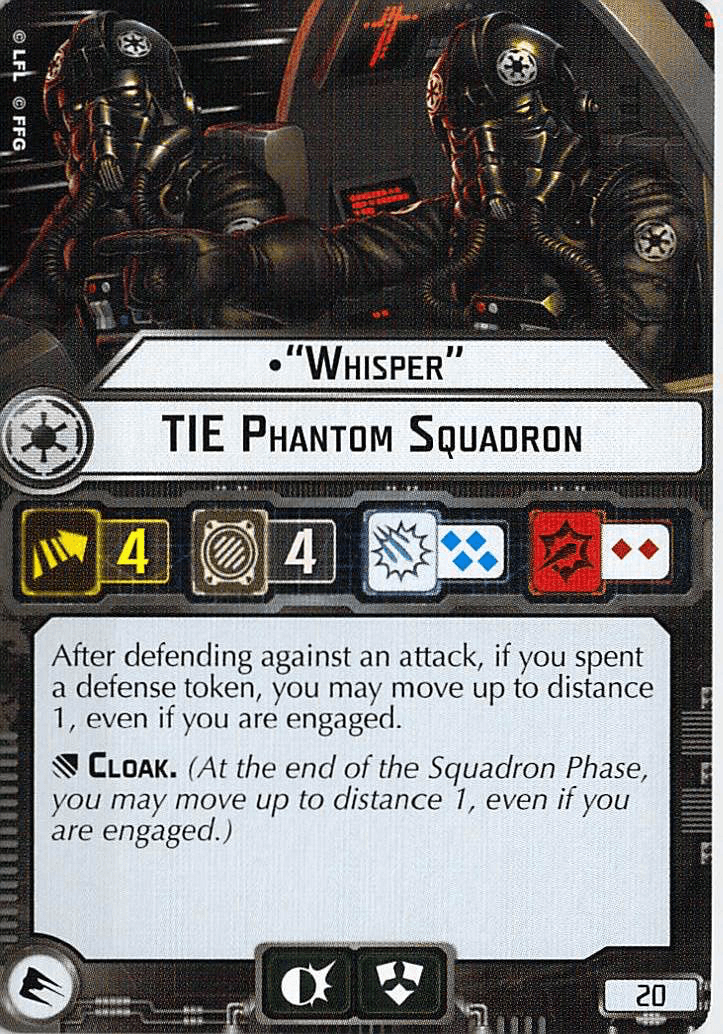 © LFL © FFG
•"WHISPER"
TIE PHANTOM SQUADRON
4 4
After defending against an attack, if you spent
a defense token, you may move up to distance
1, even if you are engaged.
CLOAK. (At the end of the Squadron Phase,
you may move up to distance 1, even if you
are engaged.)
20